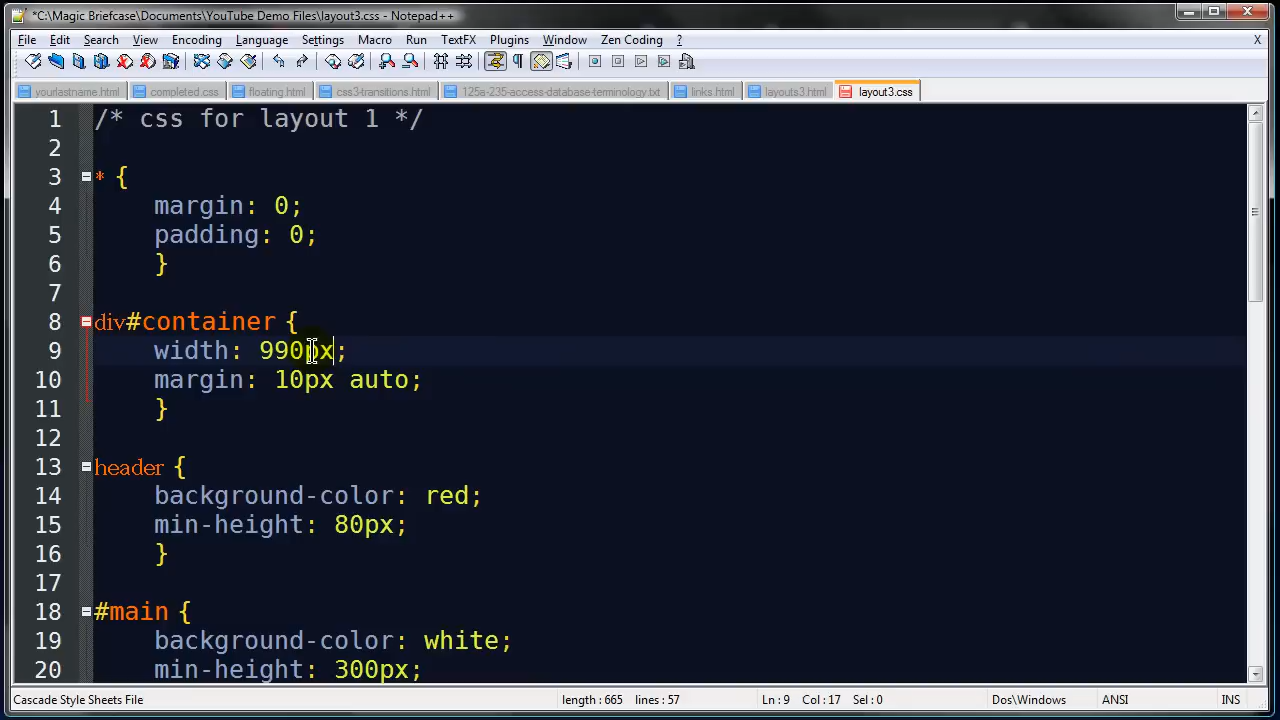 *C:\Magic Briefcase\Documents\YouTube Demo Files\layout3.css - Notepad++
File Edit Search View Encoding Language Settings Macro Run TextFX Plugins Window Zen Coding ? X
yourlastname.html completed.css floating.html css3-transitions.html 125a-235-access-database-terminology.txt links html layouts3.html layout3.css
1 /* css for layout 1 */
2
3 * {
4 margin: 0;
5 padding: 0;
6 }
7
8 div#container {
9 width: 990px;
10 margin: 10px auto;
11 }
12
13 header {
14 background-color: red;
15 min-height: 80px;
16 }
17
18 #main {
19 background-color: white;
20 min-height: 300px;
Cascade Style Sheets File length : 665 lines : 57 Ln : 9 Col : 17 Sel : 0 Dos\Windows ANSI INS